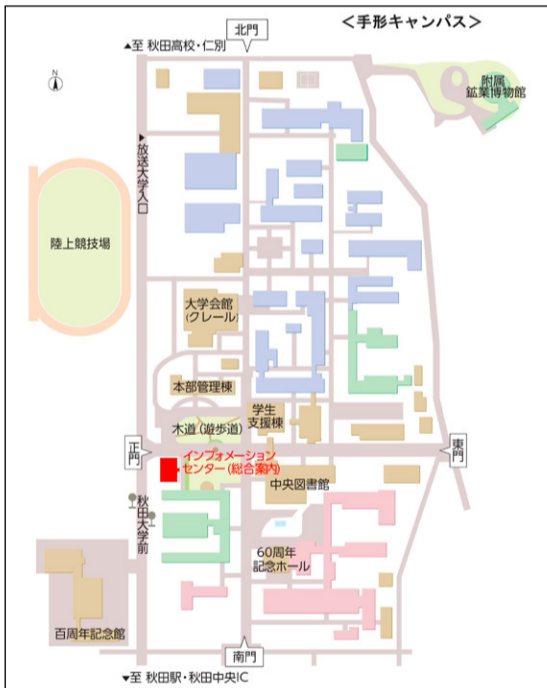 <手形キャンパス>
北門
▲至 秋田高校・仁別
N
附属
鉱業博物館
▶放送大学入口
陸上競技場
大学会館
(クレール)
本部管理棟
学生
支援棟
木道(遊歩道)
正門
インフォメーション
センター(総合案内)
東門
中央図書館
秋田大学前
60周年
記念ホール
百周年記念館
南門
▼至 秋田駅・秋田中央IC